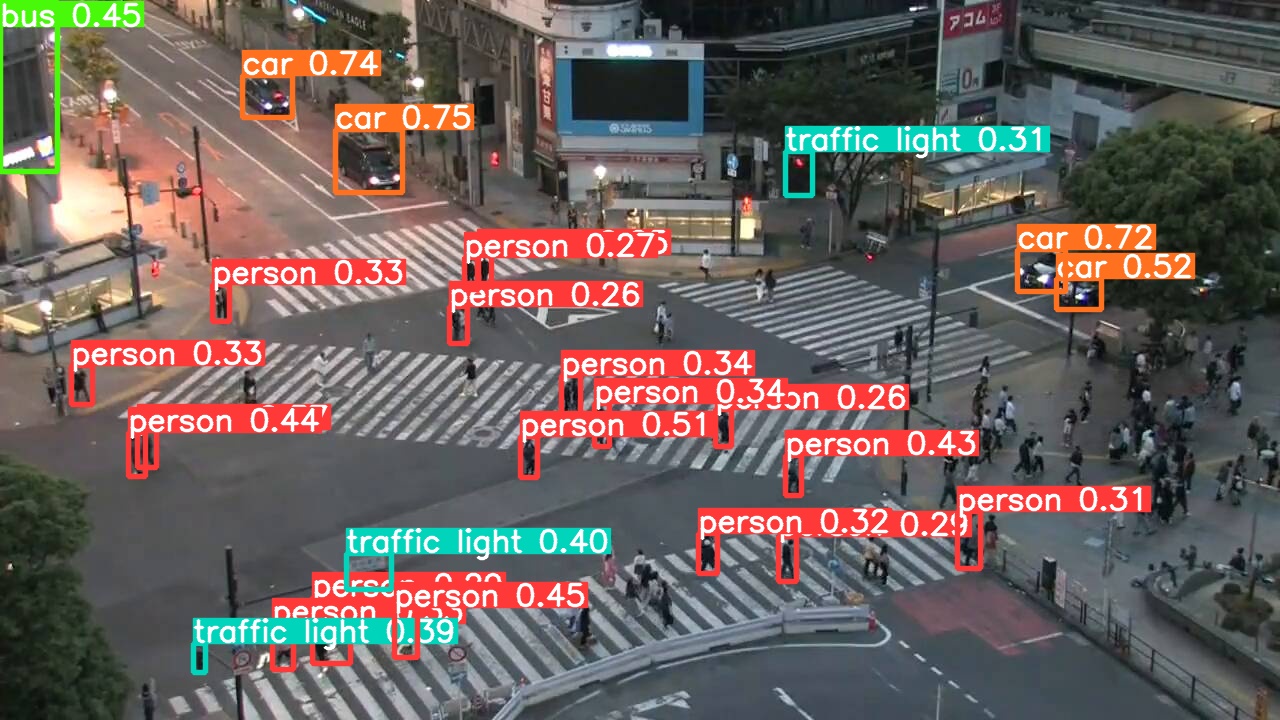 bus 0.45
AMERICAN EAGLE
アコム
car 0.74
car 0.75
traffic light 0.31
car 0.72
person 0.27
car 0.52
person 0.33
person 0.26
person 0.33
person 0.34
person 0.34
0.26
person 0.44
person 0.51
person 0.43
person 0.31
person 0.32
0.29
traffic light 0.40
person 0.45
traffic light 0.39